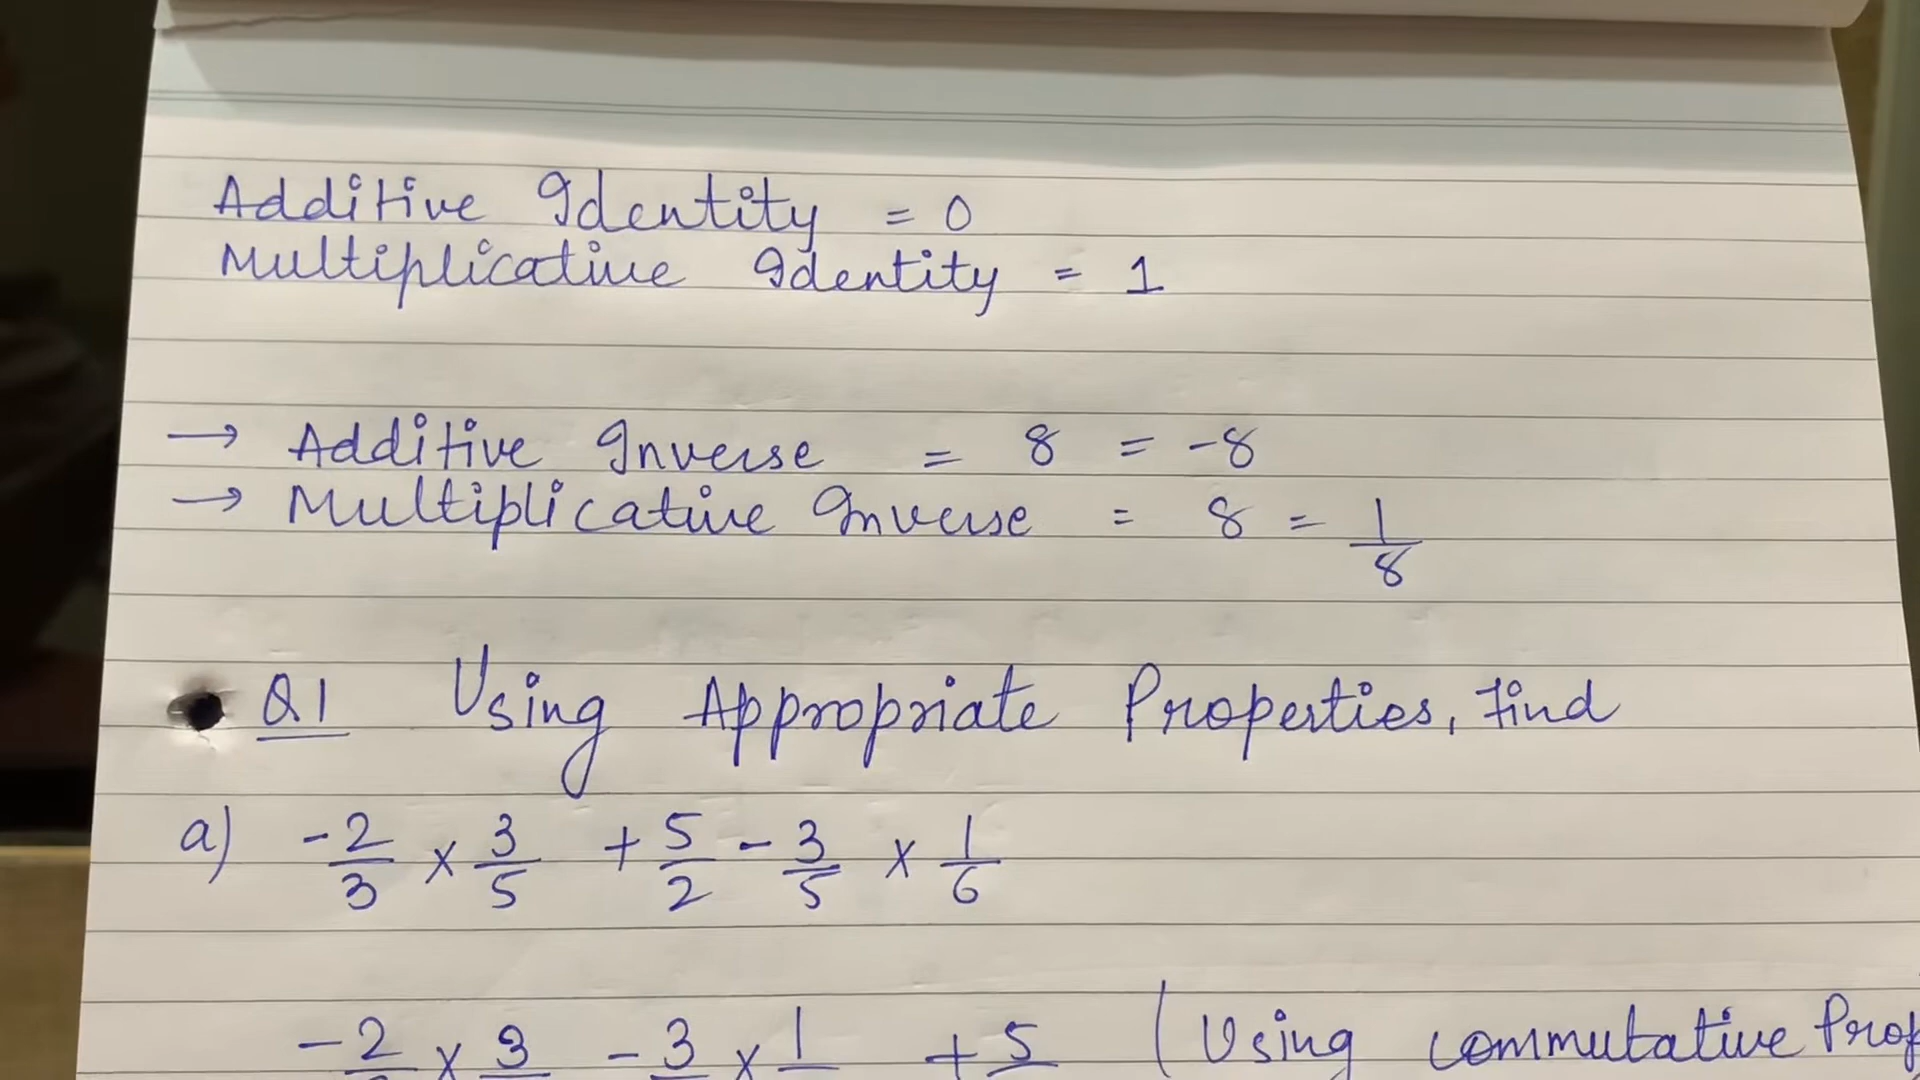 Additive Identity = 0
Multiplicative Identity = 1
→ Additive Inverse = 8 = -8
→ Multiplicative Inverse = 8 = 1/8
Q1 Using Appropriate Properties, find
a) -2/3 × 3/5 + 5/2 - 3/5 × 1/6
-2 × 3 - 3 × 1 + 5 (Using commutative Prop